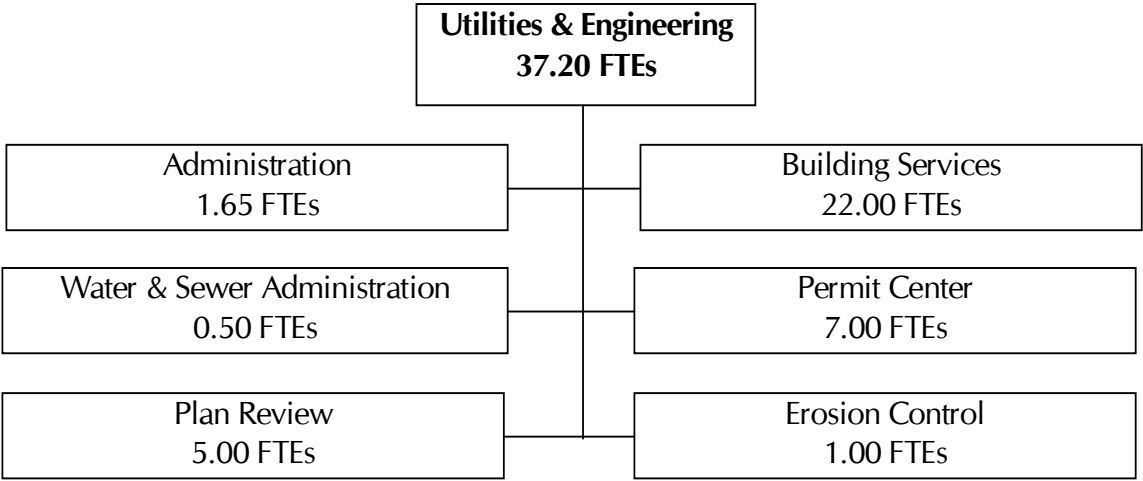 Utilities & Engineering
37.20 FTEs
Administration
1.65 FTEs
Building Services
22.00 FTEs
Water & Sewer Administration
0.50 FTEs
Permit Center
7.00 FTEs
Plan Review
5.00 FTEs
Erosion Control
1.00 FTEs